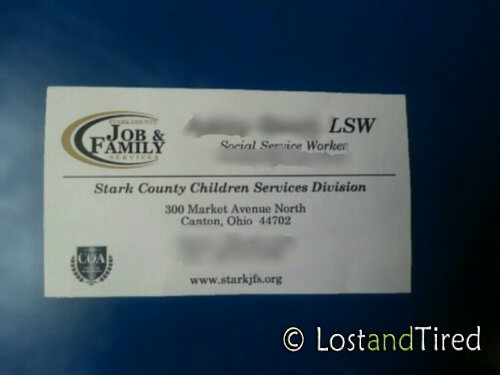 STARK COUNTY
JOB &
FAMILY
SERVICES
LSW
Social Service Worker
Stark County Children Services Division
300 Market Avenue North
Canton, Ohio 44702
COA
www.starkjfs.org
© LostandTired